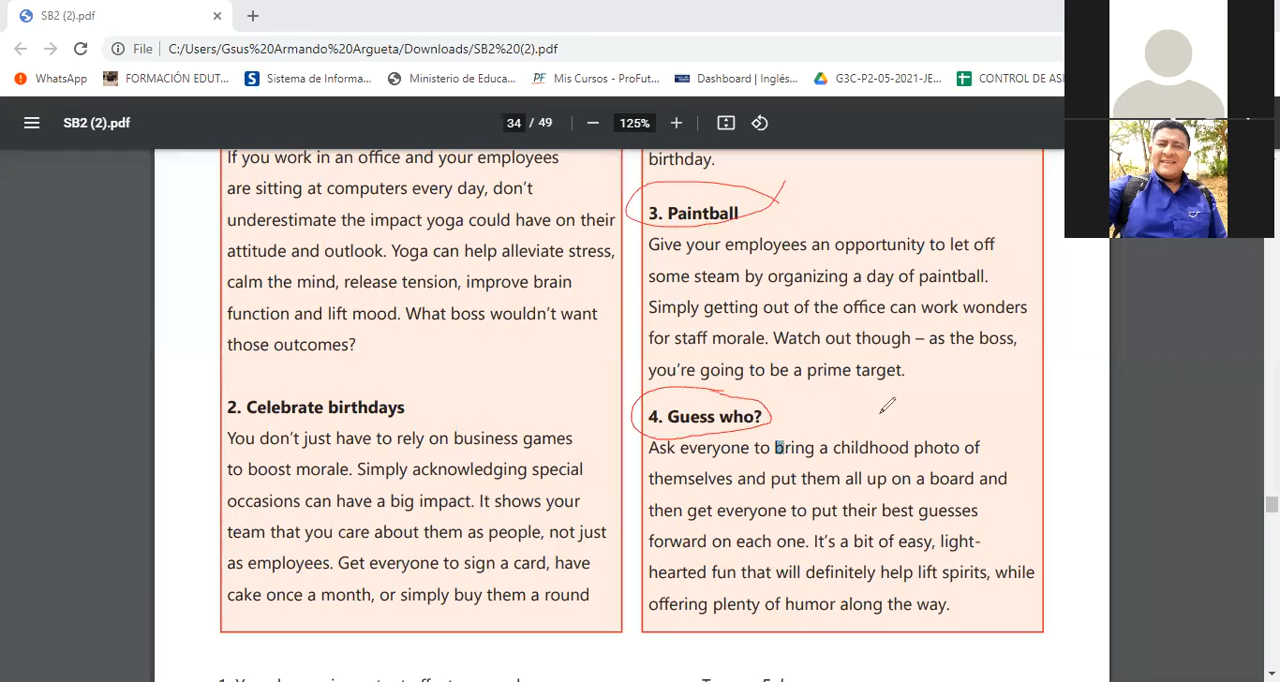 SB2 (2).pdf
File
C:/Users/Gsus%20Armando%20Argueta/Downloads/SB2%20(2).pdf
WhatsApp
FORMACIÓN EDUT...
Sistema de Informa...
Ministerio de Educa...
Mis Cursos - ProFut...
Dashboard | Inglés...
G3C-P2-05-2021-JE...
CONTROL DE ASI
SB2 (2).pdf
34 / 49
125%
If you work in an office and your employees
are sitting at computers every day, don't
underestimate the impact yoga could have on their
attitude and outlook. Yoga can help alleviate stress,
calm the mind, release tension, improve brain
function and lift mood. What boss wouldn't want
those outcomes?
2. Celebrate birthdays
You don't just have to rely on business games
to boost morale. Simply acknowledging special
occasions can have a big impact. It shows your
team that you care about them as people, not just
as employees. Get everyone to sign a card, have
cake once a month, or simply buy them a round
birthday.
3. Paintball
Give your employees an opportunity to let off
some steam by organizing a day of paintball.
Simply getting out of the office can work wonders
for staff morale. Watch out though – as the boss,
you're going to be a prime target.
4. Guess who?
Ask everyone to bring a childhood photo of
themselves and put them all up on a board and
then get everyone to put their best guesses
forward on each one. It's a bit of easy, light-
hearted fun that will definitely help lift spirits, while
offering plenty of humor along the way.